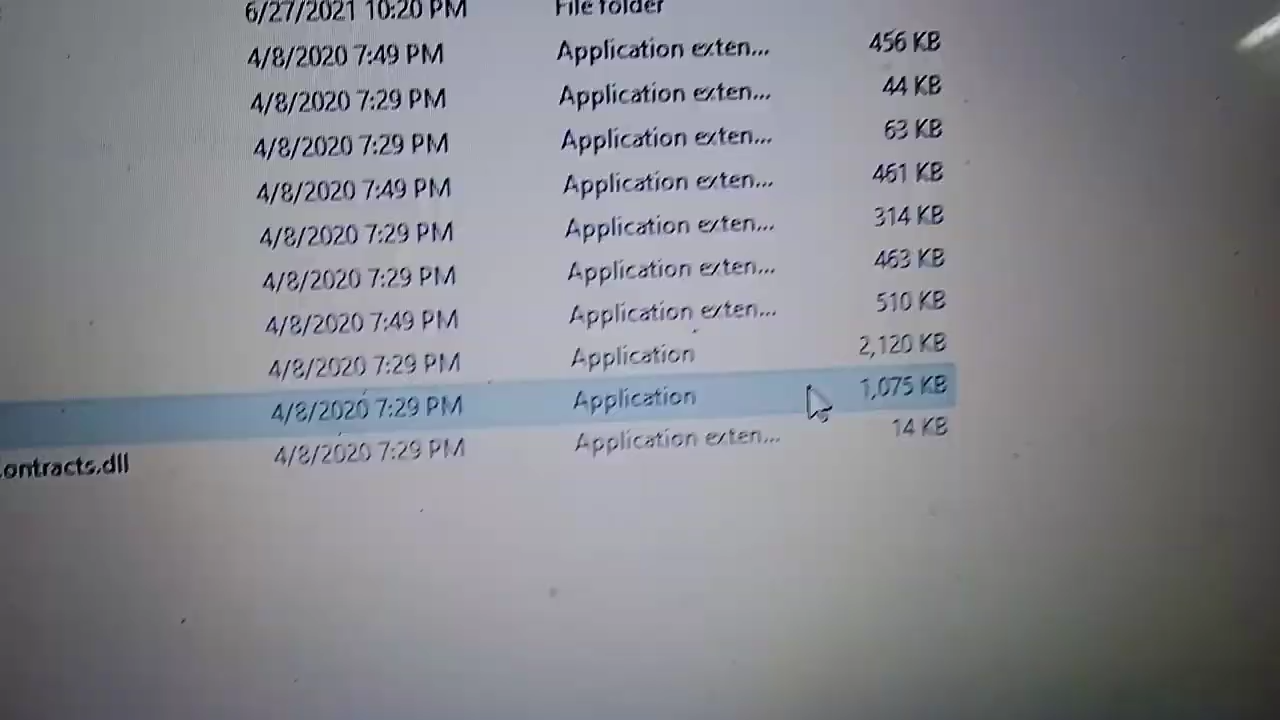 6/27/2021 10:20 PM File folder
4/8/2020 7:49 PM Application exten... 456 KB
4/8/2020 7:29 PM Application exten... 44 KB
4/8/2020 7:29 PM Application exten... 63 KB
4/8/2020 7:49 PM Application exten... 461 KB
4/8/2020 7:29 PM Application exten... 314 KB
4/8/2020 7:29 PM Application exten... 463 KB
4/8/2020 7:49 PM Application exten... 510 KB
4/8/2020 7:29 PM Application 2,120 KB
4/8/2020 7:29 PM Application 1,075 KB
ontracts.dll 4/8/2020 7:29 PM Application exten... 14 KB